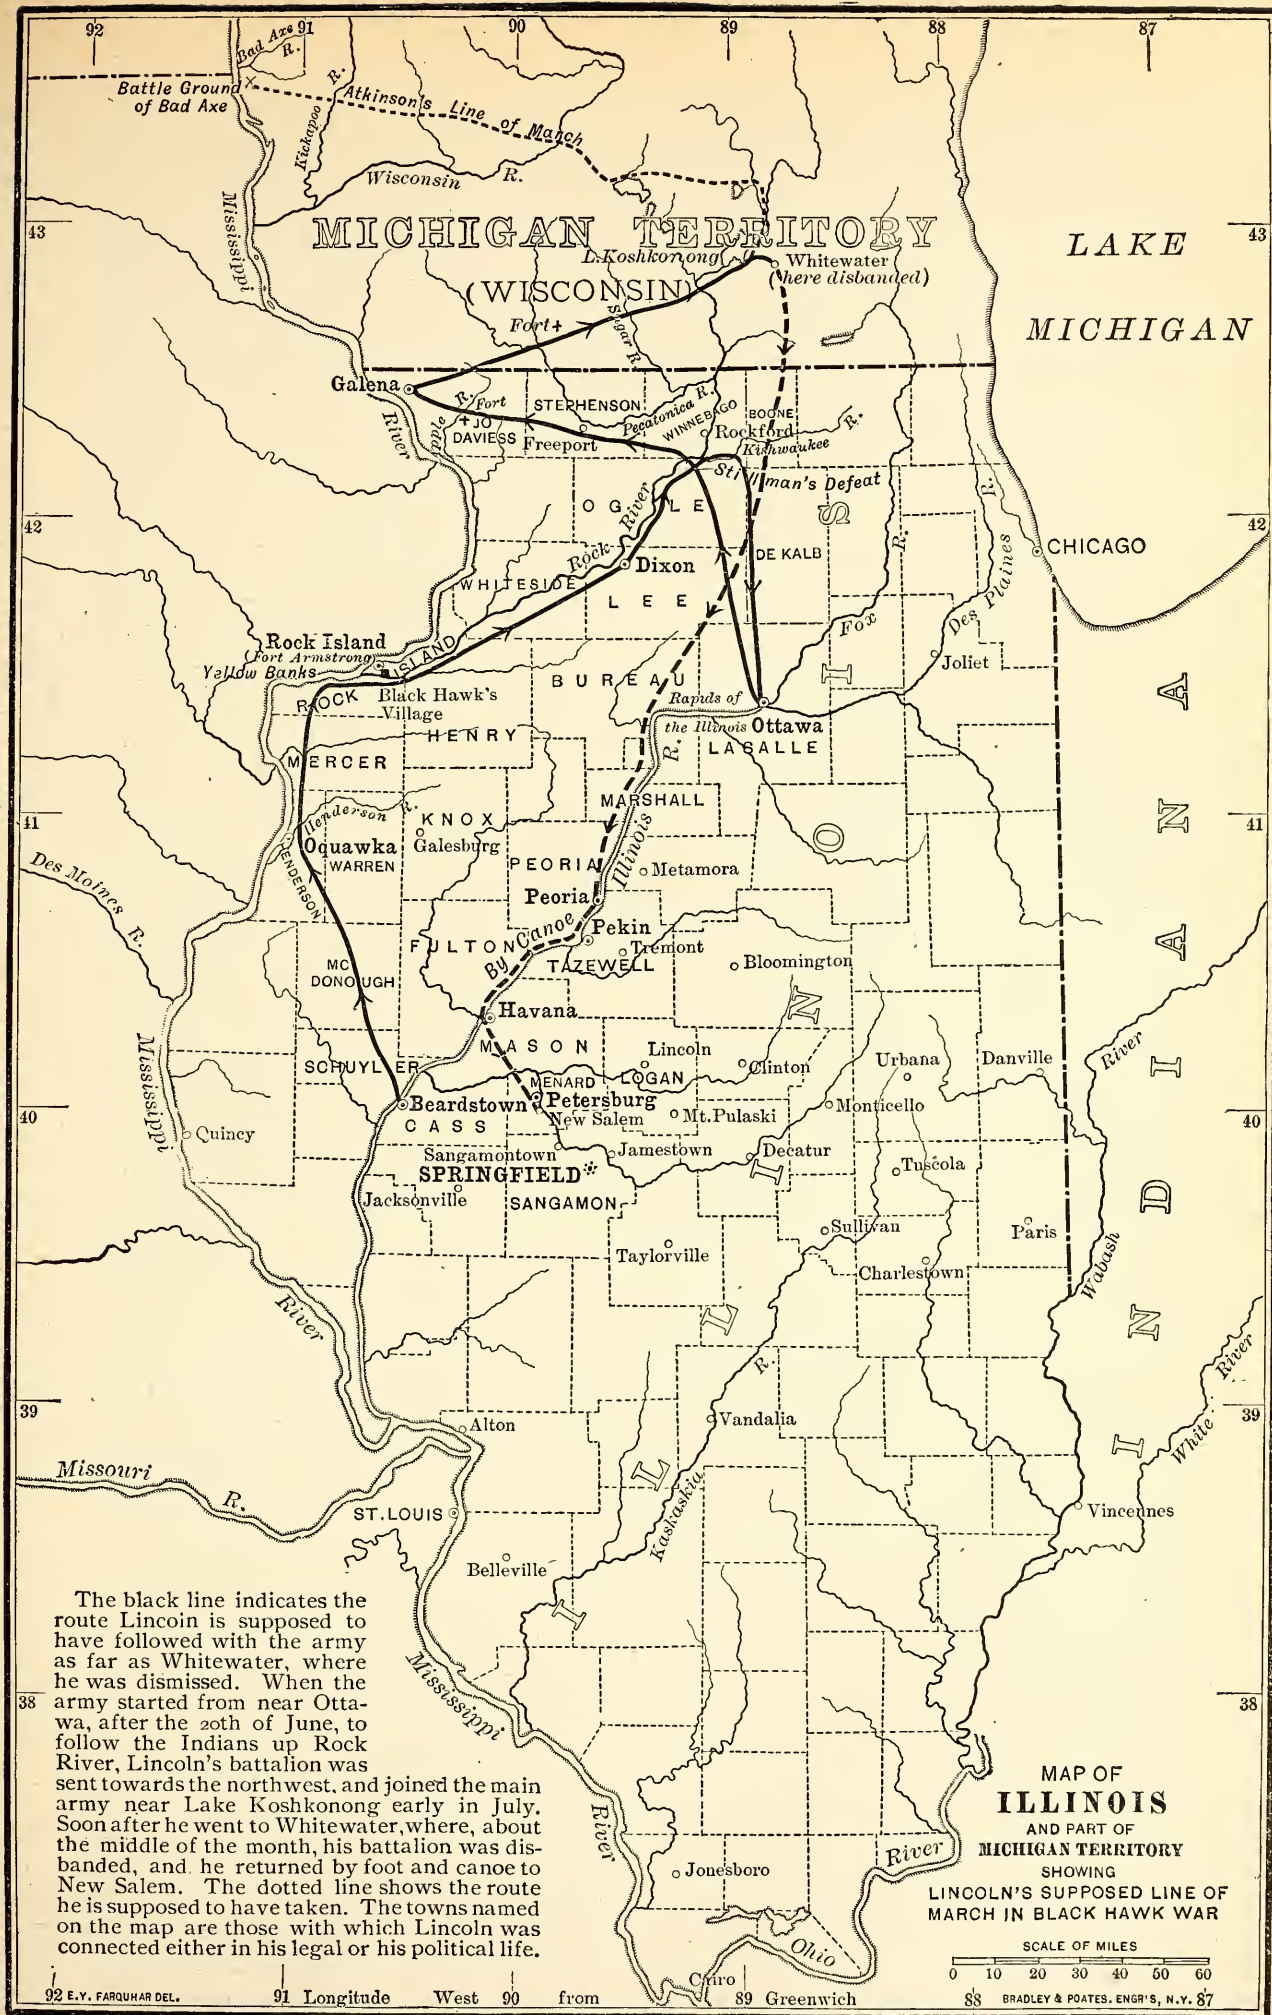 92
91
90
89
88
87
Bad Axe
R.
Battle Ground
of Bad Axe
Kickapoo
R.
Atkinson's Line of March
Wisconsin R.
Mississippi
43
MICHIGAN TERRITORY
43
L. Koshkonong
Whitewater
(here disbanded)
(WISCONSIN)
LAKE
MICHIGAN
Fort +
Sugar R.
Galena
River
Apple R.
Fort
+ JO
DAVIESS
STEPHENSON
Freeport
Pecatonica R.
WINNEBAGO
BOONE
Rockford
Kishwaukee
R.
Stillman's Defeat
42
OGLE
S
R.
R.
42
CHICAGO
Rock River
Dixon
DE KALB
WHITESIDE
LEE
Fox
Des Plaines
Rock Island
(Fort Armstrong)
Yellow Banks
ROCK ISLAND
Black Hawk's
Village
BUREAU
Rapids of
the Illinois
Ottawa
I
Joliet
HENRY
LASALLE
MERCER
R.
41
Henderson R.
KNOX
Galesburg
MARSHALL
O
41
Oquawka
WARREN
HENDERSON
PEORIA
Illinois
Metamora
Des Moines R.
Peoria
Pekin
FULTON
By Canoe
Tremont
TAZEWELL
Bloomington
MC
DONOUGH
Havana
N
MASON
Lincoln
Clinton
Urbana
Danville
River
SCHUYLER
MENARD
LOGAN
Mississippi
40
Beardstown
Petersburg
New Salem
Mt.Pulaski
Monticello
40
CASS
Quincy
Sangamontown
Jamestown
Decatur
SPRINGFIELD
I
Tuscola
Jacksonville
SANGAMON
Sullivan
Paris
Taylorville
Charlestown
Wabash
INDIANA
River
L
R.
River
39
Vandalia
39
Alton
White
Missouri
R.
L
ST. LOUIS
Kaskaskia
Vincennes
Belleville
I
Mississippi
38
38
River
The black line indicates the
route Lincoln is supposed to
have followed with the army
as far as Whitewater, where
he was dismissed. When the
army started from near Otta-
wa, after the 20th of June, to
follow the Indians up Rock
River, Lincoln's battalion was
sent towards the northwest, and joined the main
army near Lake Koshkonong early in July.
Soon after he went to Whitewater, where, about
the middle of the month, his battalion was dis-
banded, and he returned by foot and canoe to
New Salem. The dotted line shows the route
he is supposed to have taken. The towns named
on the map are those with which Lincoln was
connected either in his legal or his political life.
Jonesboro
River
Ohio
Cairo
MAP OF
ILLINOIS
AND PART OF
MICHIGAN TERRITORY
SHOWING
LINCOLN'S SUPPOSED LINE OF
MARCH IN BLACK HAWK WAR
SCALE OF MILES
0 10 20 30 40 50 60
92 E.Y. FARQUHAR DEL.
91 Longitude West 90 from 89 Greenwich 88
BRADLEY & POATES. ENGR'S, N.Y. 87